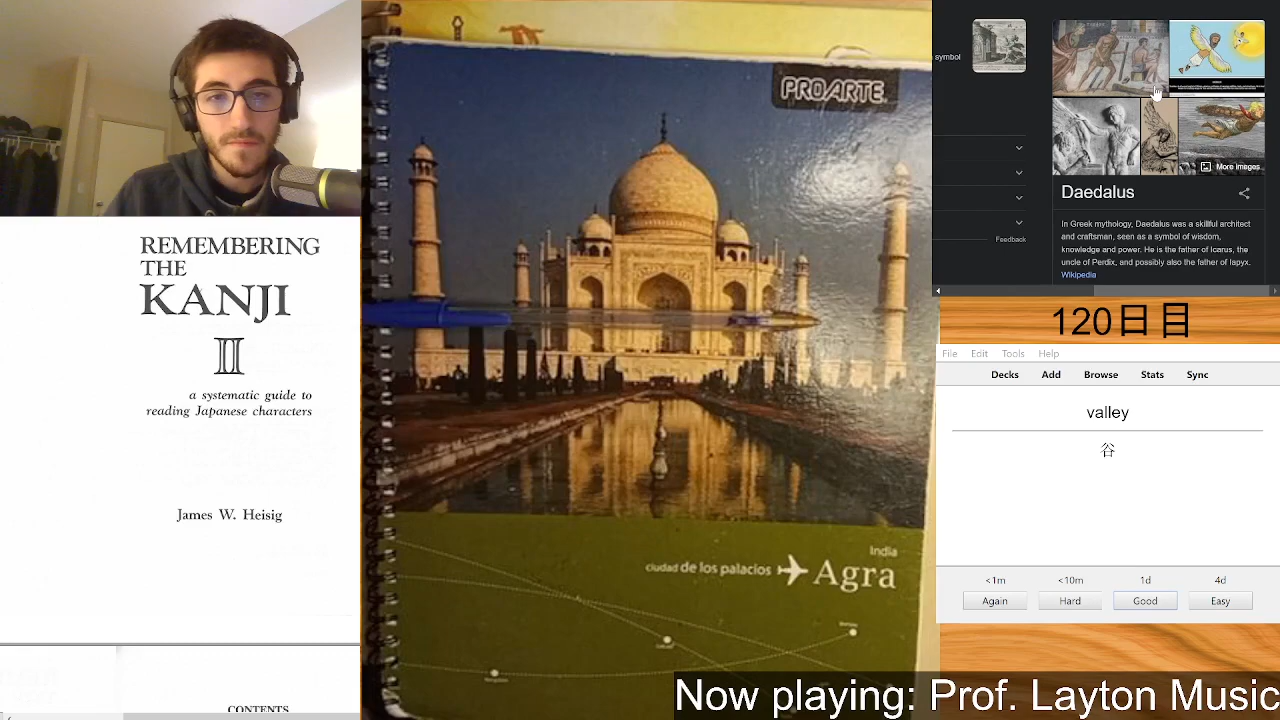 REMEMBERING
THE
KANJI
II
a systematic guide to
reading Japanese characters
James W. Heisig
CONTENTS
PRO/ARTE
India
ciudad de los palacios Agra
symbol
More images
Daedalus
In Greek mythology, Daedalus was a skillful architect
and craftsman, seen as a symbol of wisdom,
knowledge and power. He is the father of Icarus, the
uncle of Perdix, and possibly also the father of Iapyx.
Wikipedia
Feedback
120日目
File Edit Tools Help
Decks Add Browse Stats Sync
valley
谷
<1m <10m 1d 4d
Again Hard Good Easy
Now playing: Prof. Layton Music